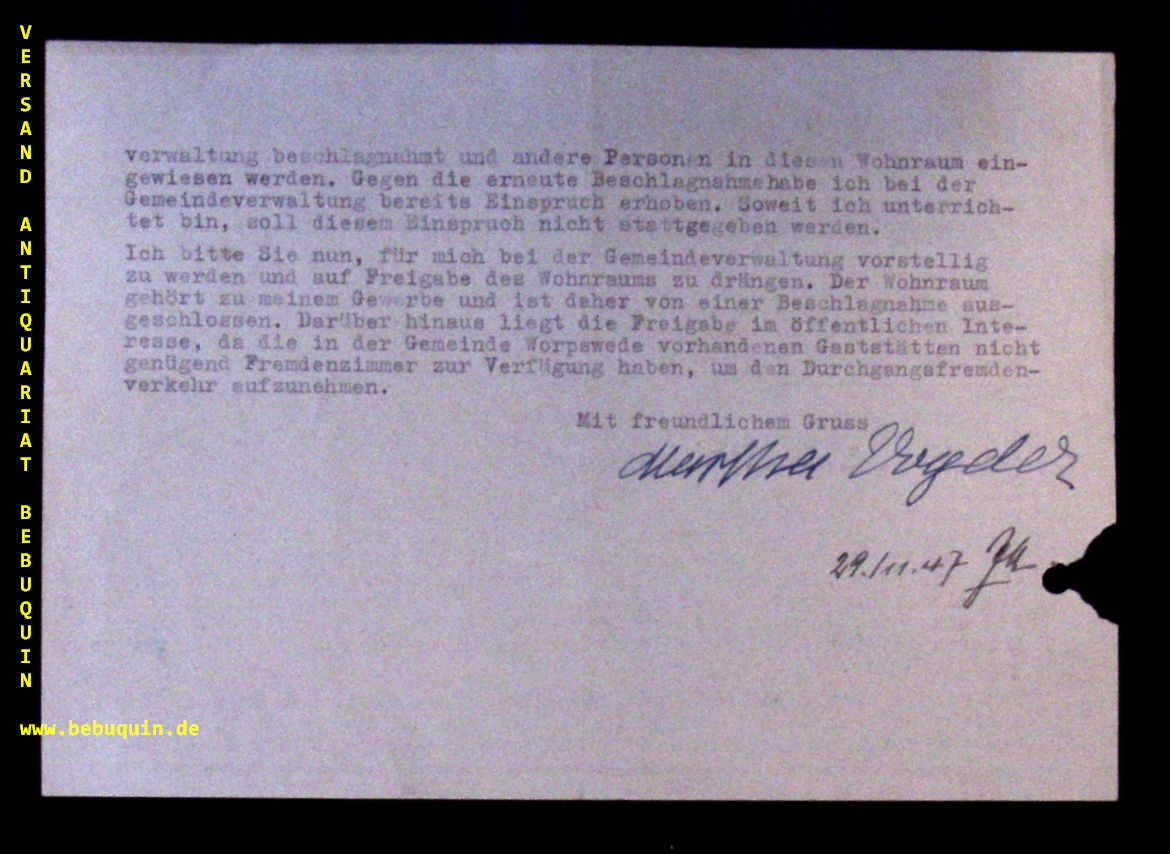 VERSAND ANTIQUARIAT BEBUQUIN
www.bebuquin.de
verwaltung beschlagnahmt und andere Personen in diesen Wohnraum ein-
gewiesen werden. Gegen die erneute Beschlagnahmehabe ich bei der
Gemeindeverwaltung bereits Einspruch erhoben. Soweit ich unterrich-
tet bin, soll diesem Einspruch nicht stattgegeben werden.
Ich bitte Sie nun, für mich bei der Gemeindeverwaltung vorstellig
zu werden und auf Freigabe des Wohnraums zu drängen. Der Wohnraum
gehört zu meinem Gewerbe und ist daher von einer Beschlagnahme aus-
geschlossen. Darüber hinaus liegt die Freigabe im öffentlichen Inte-
resse, da die in der Gemeinde Worpswede vorhandenen Gaststätten nicht
genügend Fremdenzimmer zur Verfügung haben, um den Durchgangsfremden-
verkehr aufzunehmen.
Mit freundlichem Gruss
Martha Vogeler
29./11.47